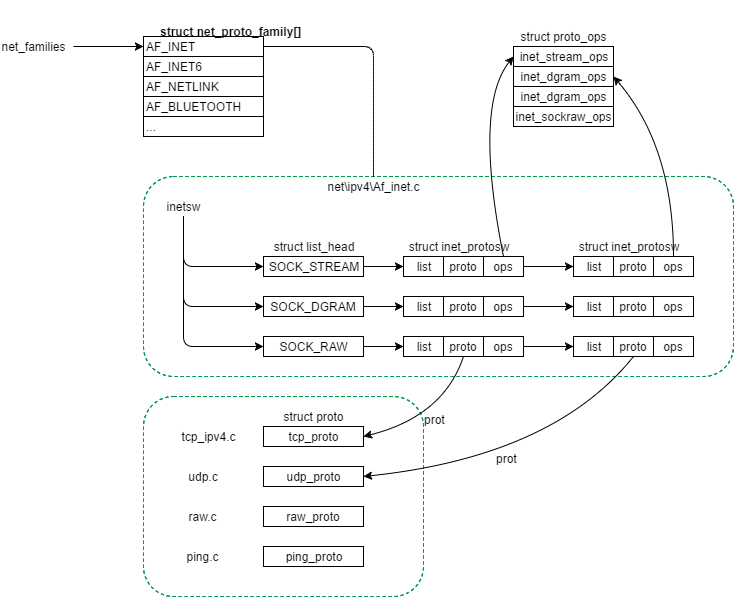 struct net_proto_family[]
struct proto_ops
net_families
AF_INET
AF_INET6
AF_NETLINK
AF_BLUETOOTH
...
inet_stream_ops
inet_dgram_ops
inet_dgram_ops
inet_sockraw_ops
net\ipv4\Af_inet.c
inetsw
struct list_head
struct inet_protosw
struct inet_protosw
SOCK_STREAM
list
proto
ops
list
proto
ops
SOCK_DGRAM
list
proto
ops
list
proto
ops
SOCK_RAW
list
proto
ops
list
proto
ops
struct proto
prot
tcp_ipv4.c
tcp_proto
prot
udp.c
udp_proto
raw.c
raw_proto
ping.c
ping_proto